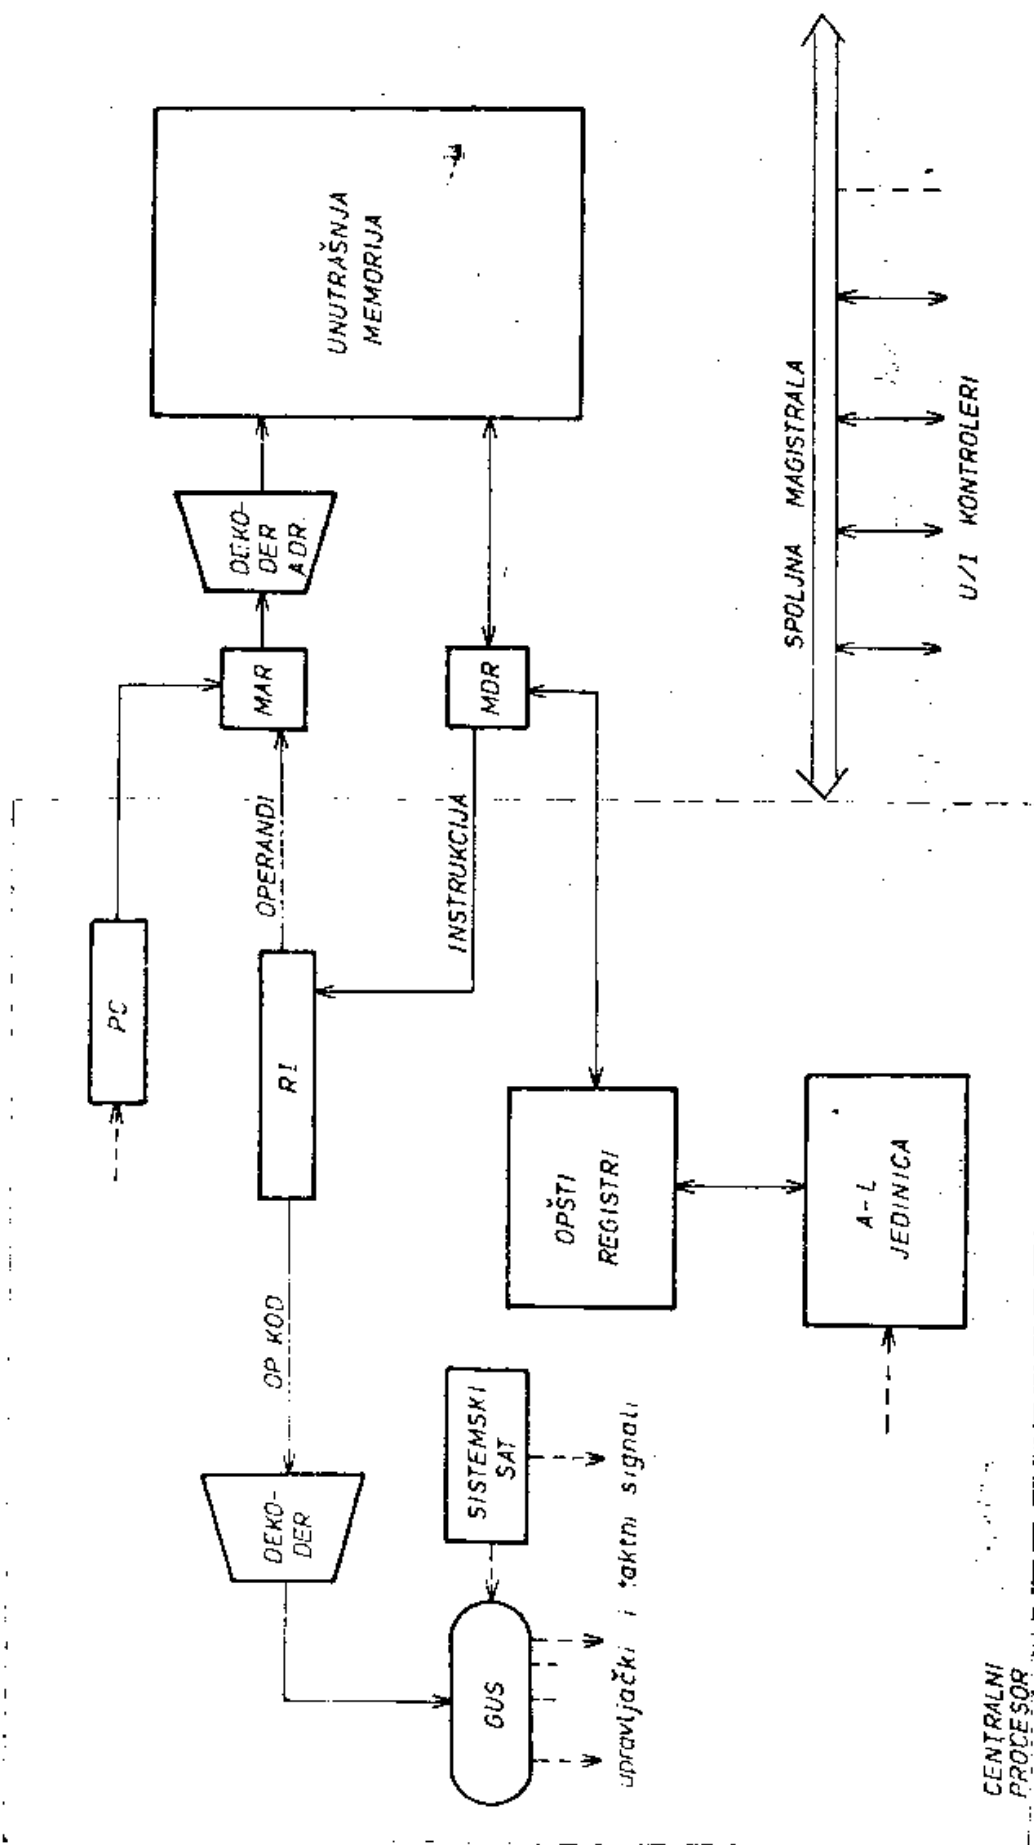 PC
DEKO-
DER
OP KOD
RI
OPERANDI
MAR
DEKO-
DER
ADR.
UNUTRAŠNJA
MEMORIJA
GUS
SISTEMSKI
SAT
INSTRUKCIJA
MDR
upravljački i taktni signali
OPŠTI
REGISTRI
A-L
JEDINICA
SPOLJNA MAGISTRALA
U/I KONTROLERI
CENTRALNI
PROCESOR